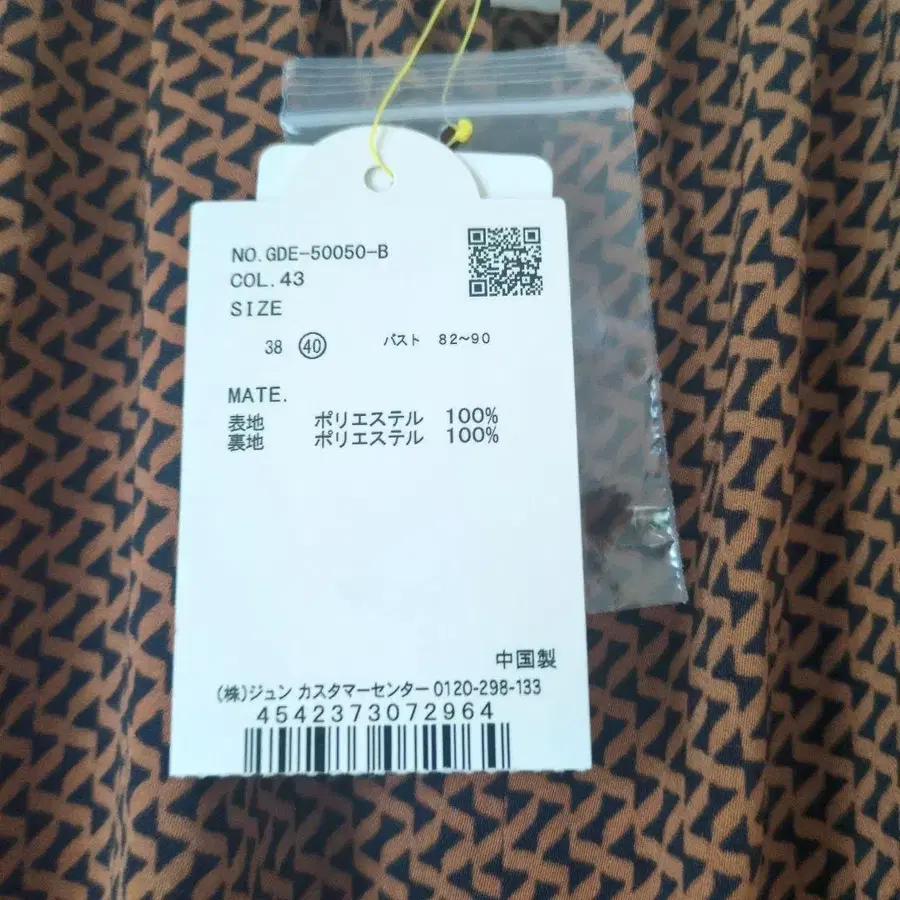 NO.GDE-50050-B
COL.43
SIZE
38 ㊵ バスト 82~90
MATE.
表地 ポリエステル 100%
裏地 ポリエステル 100%
中国製
(株)ジュン カスタマーセンター 0120-298-133
4542373072964